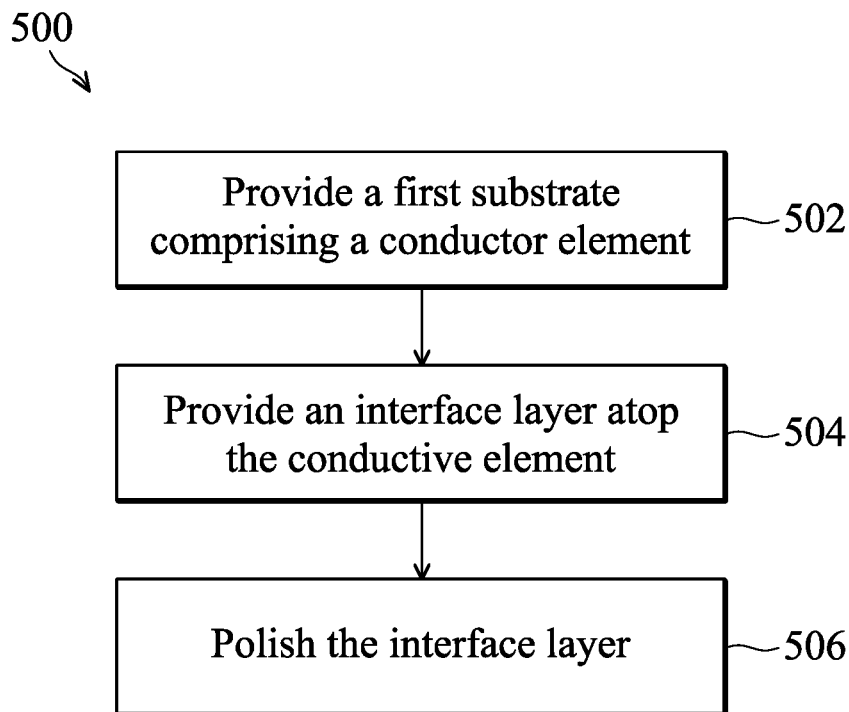 500
Provide a first substrate
comprising a conductor element
502
Provide an interface layer atop
the conductive element
504
Polish the interface layer
506